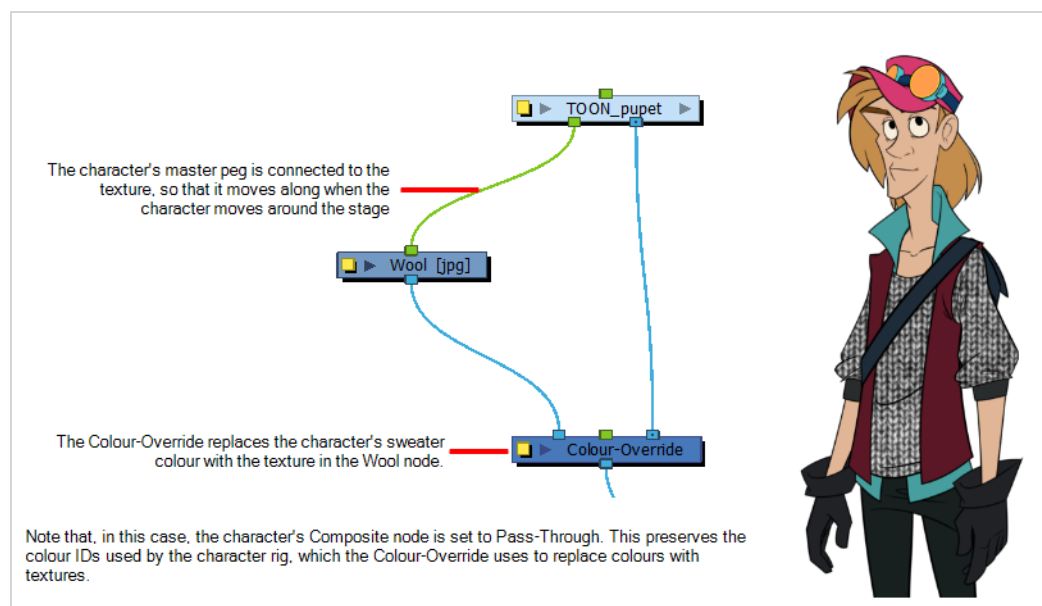 TOON_pupet
The character's master peg is connected to the
texture, so that it moves along when the
character moves around the stage
Wool [jpg]
The Colour-Override replaces the character's sweater
colour with the texture in the Wool node.
Colour-Override
Note that, in this case, the character's Composite node is set to Pass-Through. This preserves the
colour IDs used by the character rig, which the Colour-Override uses to replace colours with
textures.